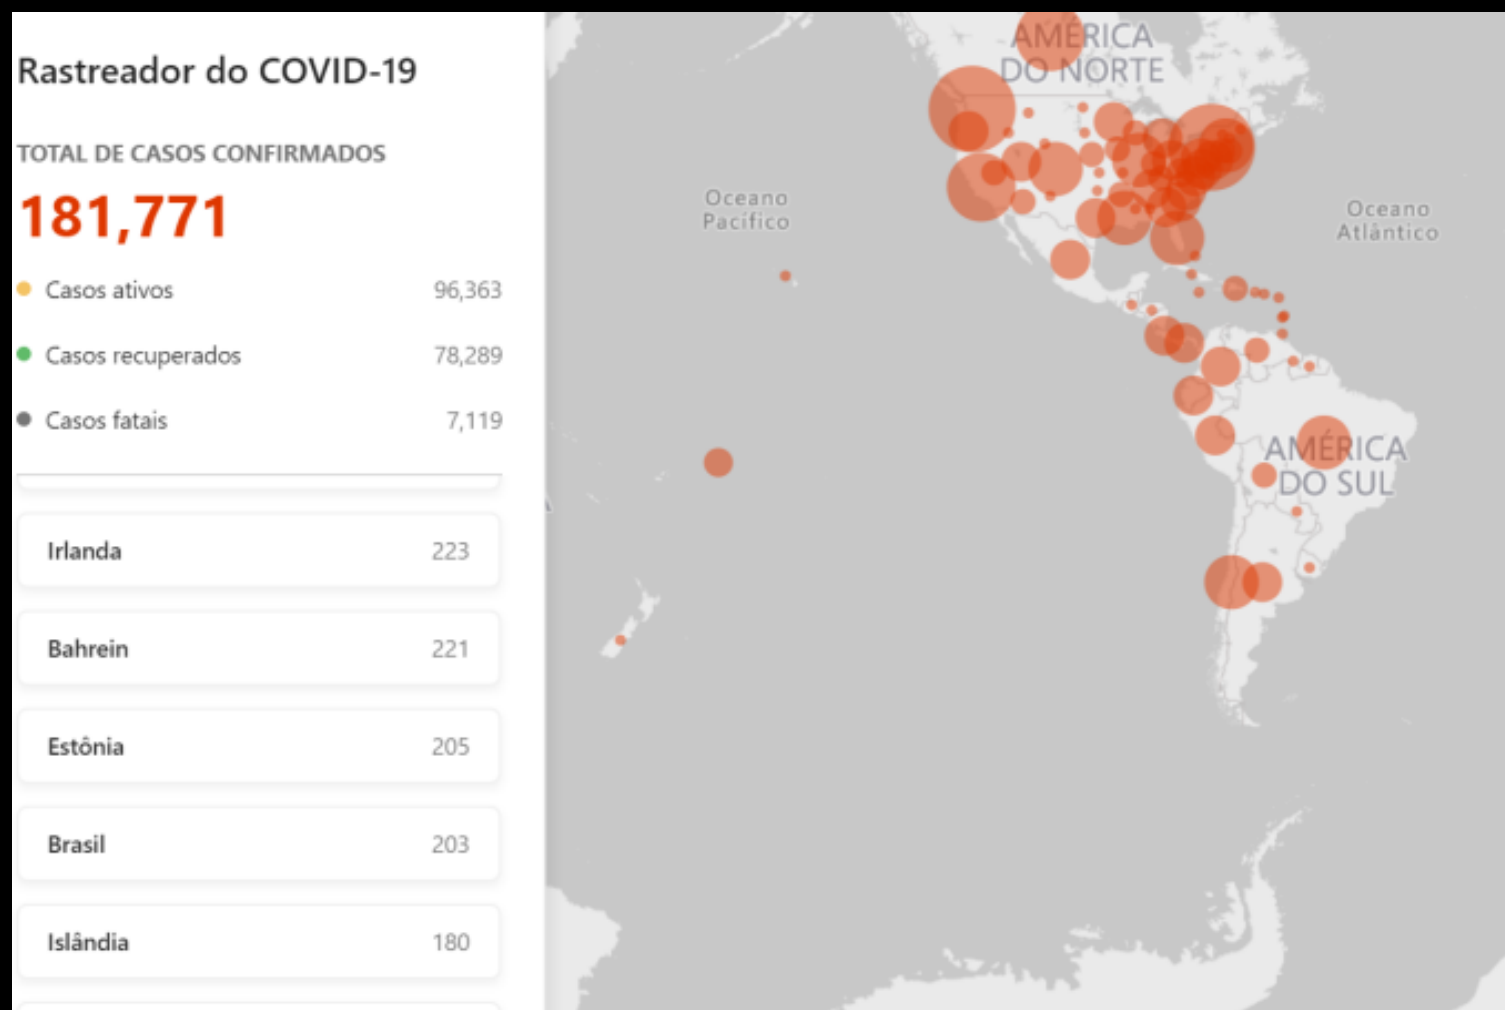 Rastreador do COVID-19
TOTAL DE CASOS CONFIRMADOS
181,771
Casos ativos 96,363
Casos recuperados 78,289
Casos fatais 7,119
Irlanda 223
Bahrein 221
Estônia 205
Brasil 203
Islândia 180
AMÉRICA
DO NORTE
Oceano
Pacífico
Oceano
Atlântico
AMÉRICA
DO SUL